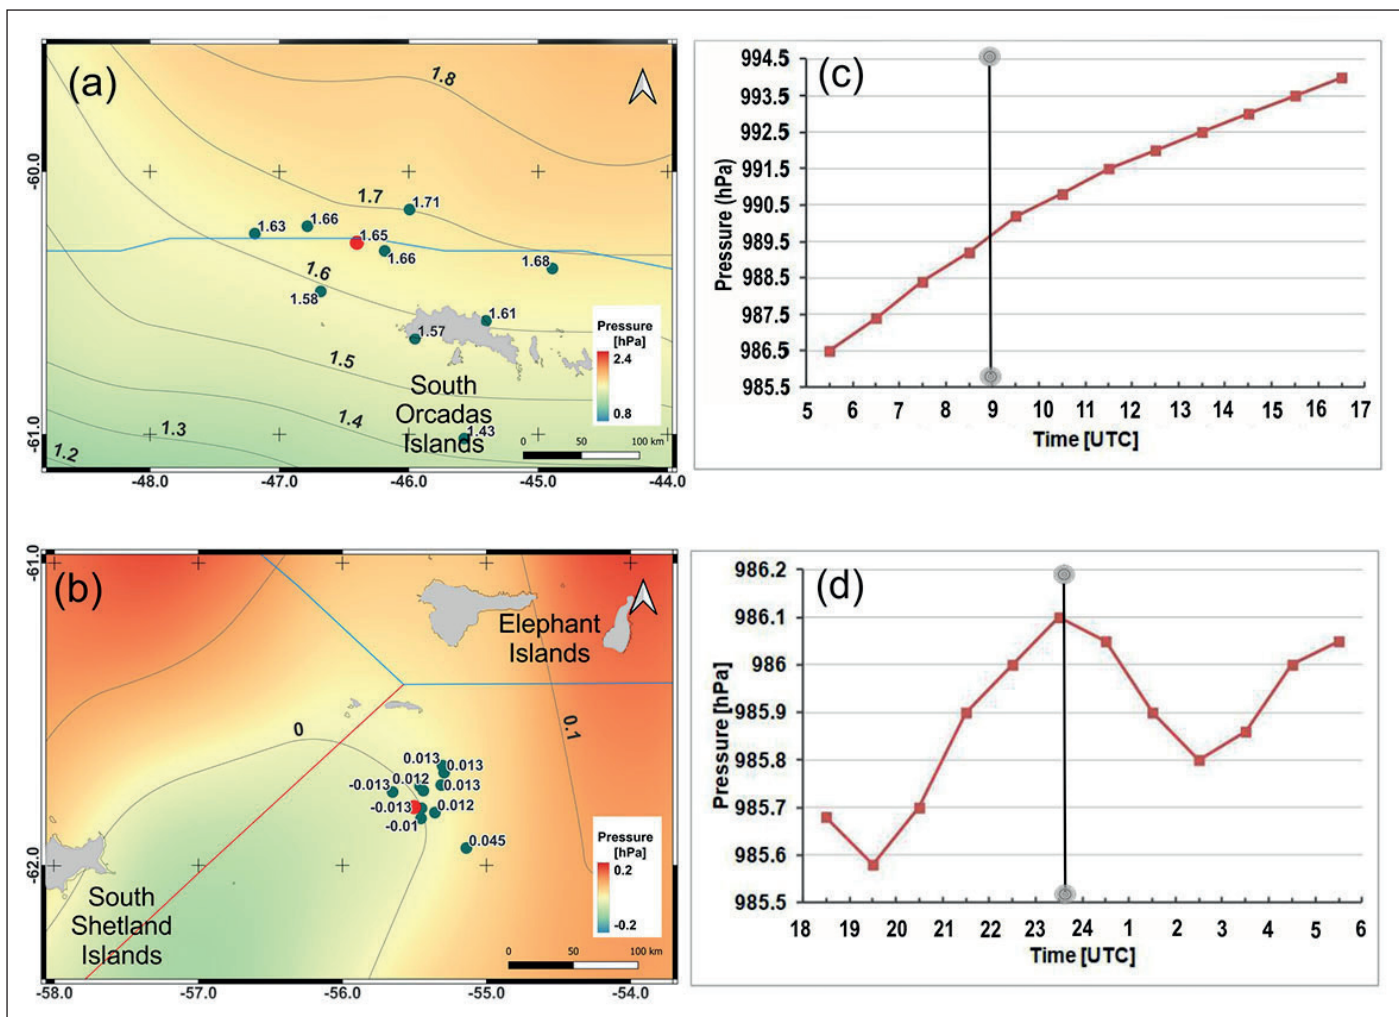 (a)
1.8
1.7
1.71
1.63
1.66
1.65
1.66
1.68
1.6
1.58
1.61
1.57
1.5
1.4
1.43
1.3
1.2
South
Orcadas
Islands
Pressure
[hPa]
2.4
0.8
0 50 100 km
-60.0
-61.0
-48.0 -47.0 -46.0 -45.0 -44.0
(c)
Pressure (hPa)
994.5
993.5
992.5
991.5
990.5
989.5
988.5
987.5
986.5
985.5
5 6 7 8 9 10 11 12 13 14 15 16 17
Time [UTC]
(b)
Elephant
Islands
0
0.1
0.013
0.013
-0.013
0.012
0.013
-0.013
0.012
-0.01
0.045
South
Shetland
Islands
Pressure
[hPa]
0.2
-0.2
0 50 100 km
-61.0
-62.0
-58.0 -57.0 -56.0 -55.0 -54.0
(d)
Pressure [hPa]
986.2
986.1
986
985.9
985.8
985.7
985.6
985.5
18 19 20 21 22 23 24 1 2 3 4 5 6
Time [UTC]